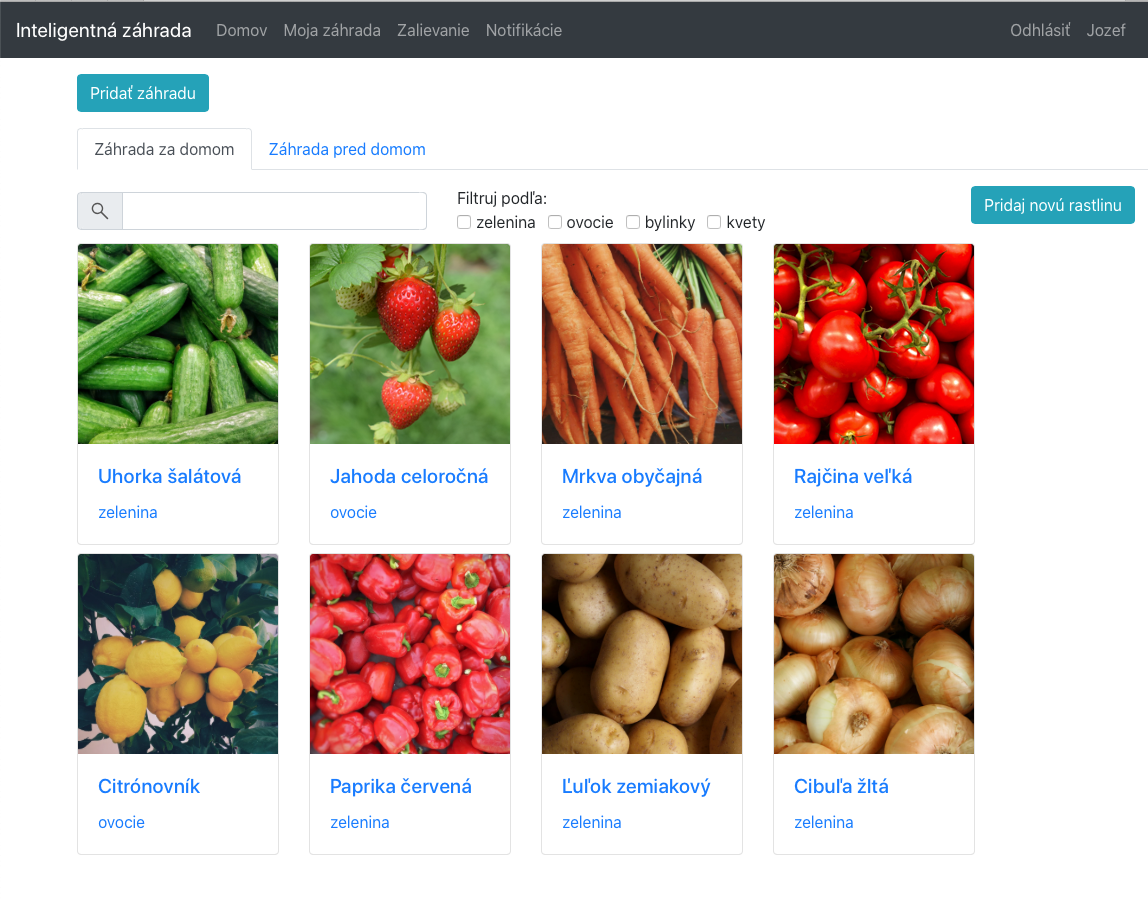 Inteligentná záhrada Domov Moja záhrada Zalievanie Notifikácie Odhlásiť Jozef
Pridať záhradu
Záhrada za domom Záhrada pred domom
Filtruj podľa:
zelenina ovocie bylinky kvety
Pridaj novú rastlinu
Uhorka šalátová
zelenina
Jahoda celoročná
ovocie
Mrkva obyčajná
zelenina
Rajčina veľká
zelenina
Citrónovník
ovocie
Paprika červená
zelenina
Ľuľok zemiakový
zelenina
Cibuľa žltá
zelenina